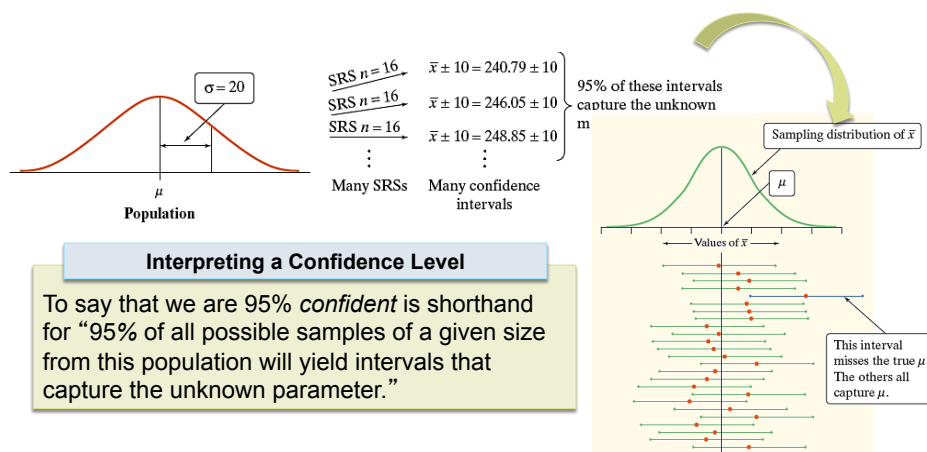 σ = 20
μ
Population
SRS n = 16
SRS n = 16
SRS n = 16
⋮
Many SRSs
x̄ ± 10 = 240.79 ± 10
x̄ ± 10 = 246.05 ± 10
x̄ ± 10 = 248.85 ± 10
⋮
Many confidence
intervals
95% of these intervals
capture the unknown
m
Sampling distribution of x̄
μ
Values of x̄
This interval
misses the true μ
The others all
capture μ.
Interpreting a Confidence Level
To say that we are 95% confident is shorthand
for “95% of all possible samples of a given size
from this population will yield intervals that
capture the unknown parameter.”